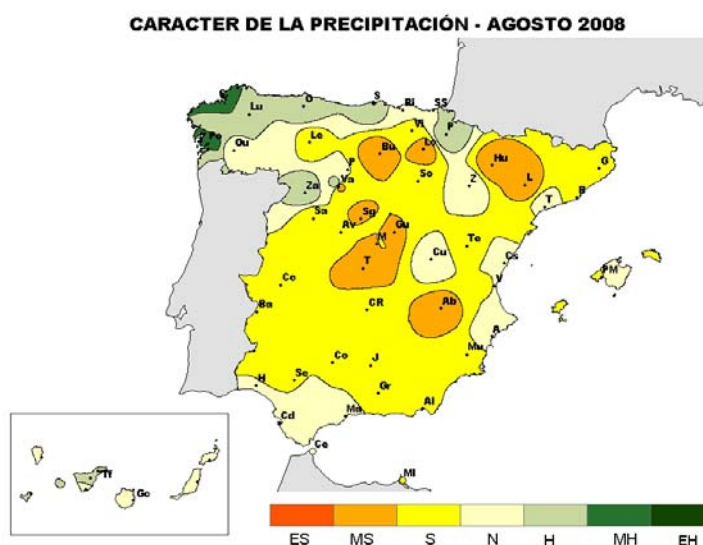 CARACTER DE LA PRECIPITACIÓN - AGOSTO 2008
C
Lu
O
S
Bi
SS
Po
Ou
Le
Vi
P
Bu
Lo
Hu
G
Za
P
Va
So
Z
L
B
T
Sa
Sg
Av
M
Gu
Te
Cu
Cs
PM
T
Cc
V
CR
Ab
Ba
A
Mu
Co
J
H
Se
Gr
Al
Cd
Ma
Ce
Ml
Tf
Gc
ES MS S N H MH EH